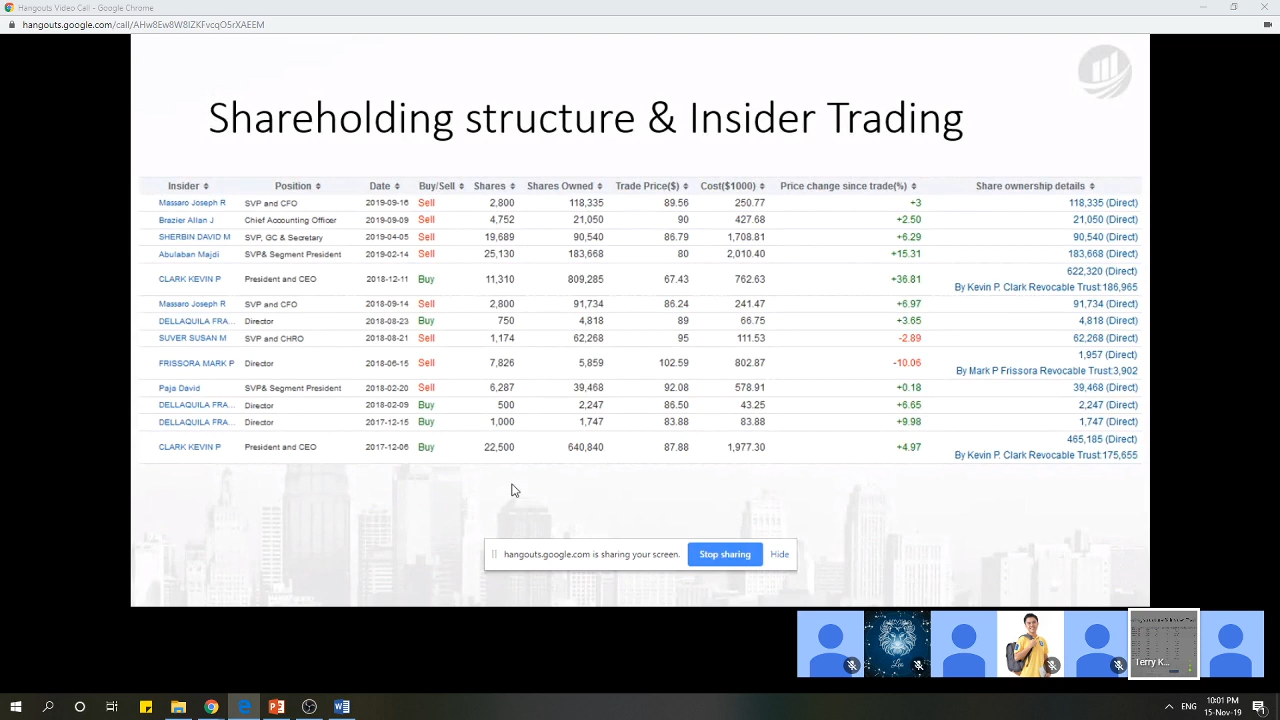 Hangouts Video Call - Google Chrome
hangouts.google.com/call/AHw8Ew8W8IZKFvcqO5rXAEEM
Shareholding structure & Insider Trading
Insider Position Date Buy/Sell Shares Shares Owned Trade Price($) Cost($1000) Price change since trade(%) Share ownership details
Massaro Joseph R SVP and CFO 2019-09-16 Sell 2,800 118,335 89.56 250.77 +3 118,335 (Direct)
Brazier Allan J Chief Accounting Officer 2019-09-09 Sell 4,752 21,050 90 427.68 +2.50 21,050 (Direct)
SHERBIN DAVID M SVP, GC & Secretary 2019-04-05 Sell 19,689 90,540 86.79 1,708.81 +6.29 90,540 (Direct)
Abulaban Majdi SVP& Segment President 2019-02-14 Sell 25,130 183,668 80 2,010.40 +15.31 183,668 (Direct)
CLARK KEVIN P President and CEO 2018-12-11 Buy 11,310 809,285 67.43 762.63 +36.81 622,320 (Direct)
By Kevin P. Clark Revocable Trust:186,965
Massaro Joseph R SVP and CFO 2018-09-14 Sell 2,800 91,734 86.24 241.47 +6.97 91,734 (Direct)
DELLAQUILA FRA... Director 2018-08-23 Buy 750 4,818 89 66.75 +3.65 4,818 (Direct)
SUVER SUSAN M SVP and CHRO 2018-08-21 Sell 1,174 62,268 95 111.53 -2.89 62,268 (Direct)
FRISSORA MARK P Director 2018-06-15 Sell 7,826 5,859 102.59 802.87 -10.06 1,957 (Direct)
By Mark P Frissora Revocable Trust:3,902
Paja David SVP& Segment President 2018-02-20 Sell 6,287 39,468 92.08 578.91 +0.18 39,468 (Direct)
DELLAQUILA FRA... Director 2018-02-09 Buy 500 2,247 86.50 43.25 +6.65 2,247 (Direct)
DELLAQUILA FRA... Director 2017-12-15 Buy 1,000 1,747 83.88 83.88 +9.98 1,747 (Direct)
CLARK KEVIN P President and CEO 2017-12-06 Buy 22,500 640,840 87.88 1,977.30 +4.97 465,185 (Direct)
By Kevin P. Clark Revocable Trust:175,655
hangouts.google.com is sharing your screen. Stop sharing Hide
Leo
Terry K...
ENG
10:01 PM
15-Nov-19